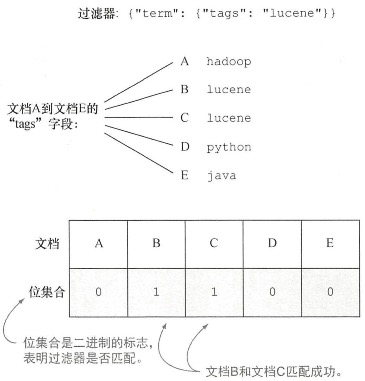 过滤器: {"term": {"tags": "lucene"}}
A hadoop
B lucene
文档A到文档E的
“tags” 字段:
C lucene
D python
E java
文档 A B C D E
位集合 0 1 1 0 0
位集合是二进制的标志，
表明过滤器是否匹配。
文档B和文档C匹配成功。